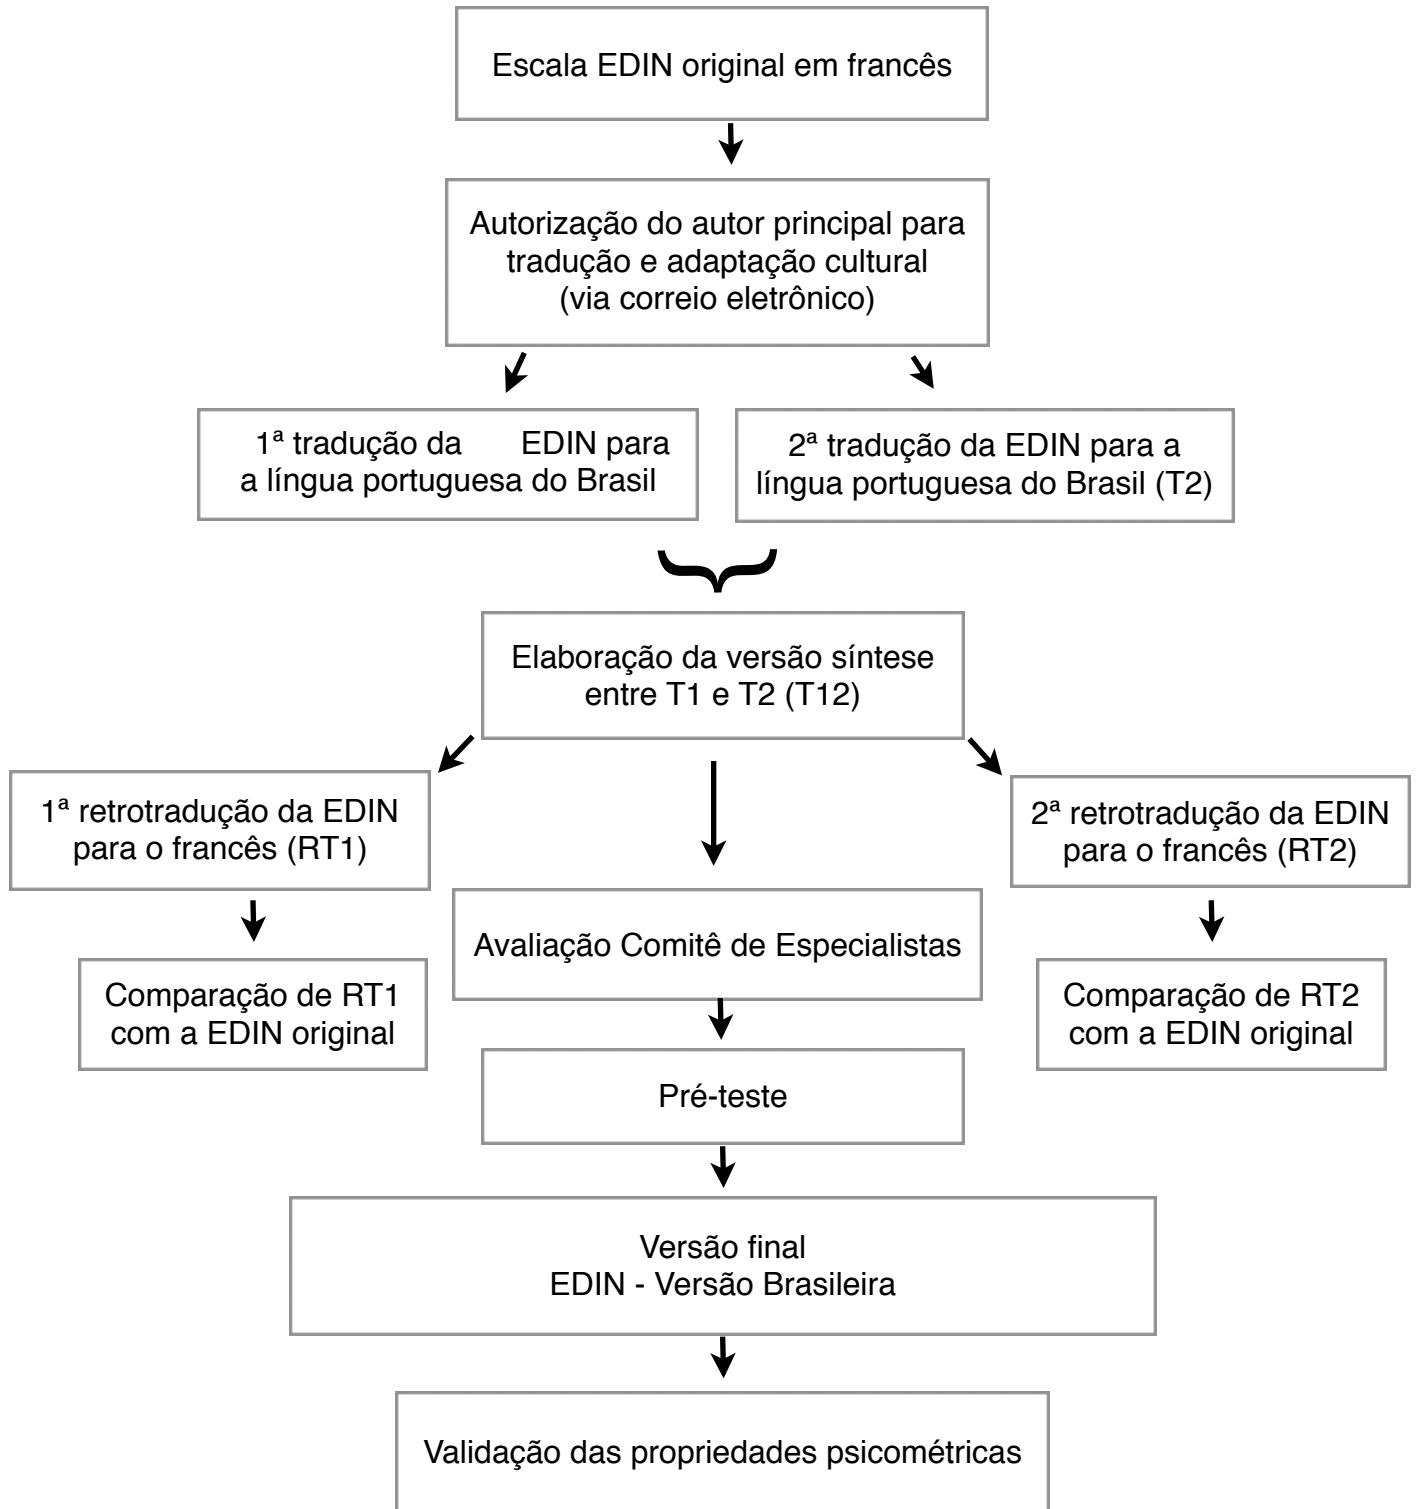 Escala EDIN original em francês
Autorização do autor principal para
tradução e adaptação cultural
(via correio eletrônico)
1ª tradução da EDIN para
a língua portuguesa do Brasil
2ª tradução da EDIN para a
língua portuguesa do Brasil (T2)
Elaboração da versão síntese
entre T1 e T2 (T12)
1ª retrotradução da EDIN
para o francês (RT1)
2ª retrotradução da EDIN
para o francês (RT2)
Avaliação Comitê de Especialistas
Comparação de RT1
com a EDIN original
Comparação de RT2
com a EDIN original
Pré-teste
Versão final
EDIN - Versão Brasileira
Validação das propriedades psicométricas